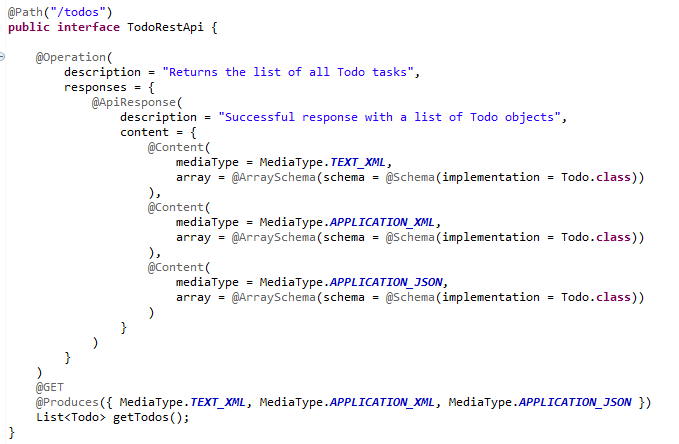 @Path("/todos")
public interface TodoRestApi {
    @Operation(
        description = "Returns the list of all Todo tasks",
        responses = {
            @ApiResponse(
                description = "Successful response with a list of Todo objects",
                content = {
                    @Content(
                        mediaType = MediaType.TEXT_XML,
                        array = @ArraySchema(schema = @Schema(implementation = Todo.class))
                    ),
                    @Content(
                        mediaType = MediaType.APPLICATION_XML,
                        array = @ArraySchema(schema = @Schema(implementation = Todo.class))
                    ),
                    @Content(
                        mediaType = MediaType.APPLICATION_JSON,
                        array = @ArraySchema(schema = @Schema(implementation = Todo.class))
                    )
                }
            )
        }
    )
    @GET
    @Produces({ MediaType.TEXT_XML, MediaType.APPLICATION_XML, MediaType.APPLICATION_JSON })
    List<Todo> getTodos();
}